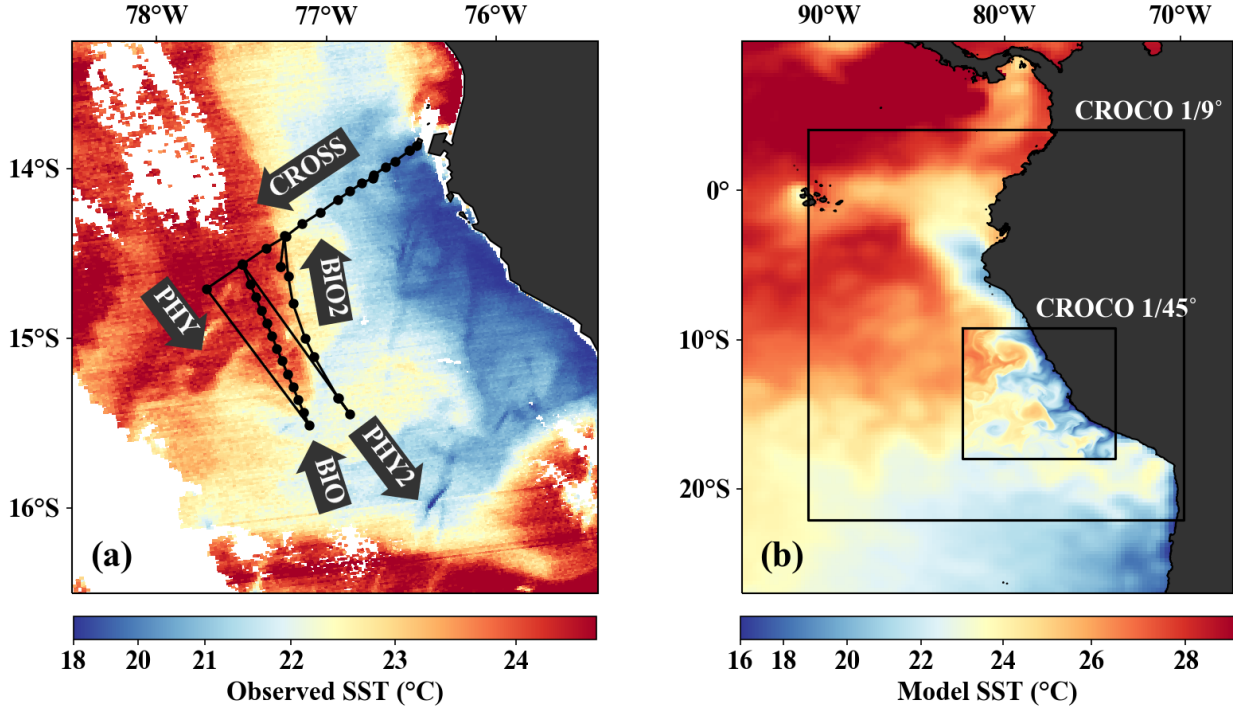 78°W 77°W 76°W
14°S
15°S
16°S
CROSS
PHY
BIO2
BIO
PHY2
(a)
18 20 21 22 23 24
Observed SST (°C)
90°W 80°W 70°W
0°
10°S
20°S
CROCO 1/9°
CROCO 1/45°
(b)
16 18 20 22 24 26 28
Model SST (°C)